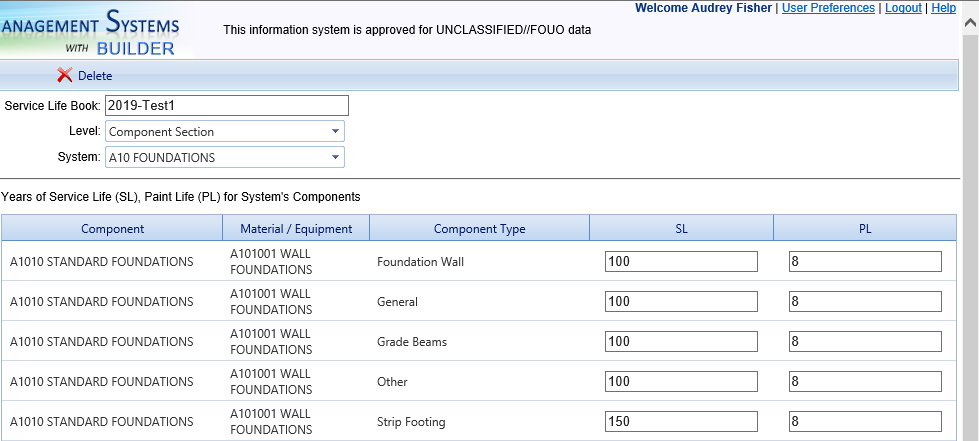 Welcome Audrey Fisher | User Preferences | Logout | Help
ANAGEMENT SYSTEMS
WITH BUILDER
This information system is approved for UNCLASSIFIED//FOUO data
Delete
Service Life Book: 2019-Test1
Level: Component Section
System: A10 FOUNDATIONS
Years of Service Life (SL), Paint Life (PL) for System's Components
Component Material / Equipment Component Type SL PL
A1010 STANDARD FOUNDATIONS A101001 WALL FOUNDATIONS Foundation Wall 100 8
A1010 STANDARD FOUNDATIONS A101001 WALL FOUNDATIONS General 100 8
A1010 STANDARD FOUNDATIONS A101001 WALL FOUNDATIONS Grade Beams 100 8
A1010 STANDARD FOUNDATIONS A101001 WALL FOUNDATIONS Other 100 8
A1010 STANDARD FOUNDATIONS A101001 WALL FOUNDATIONS Strip Footing 150 8